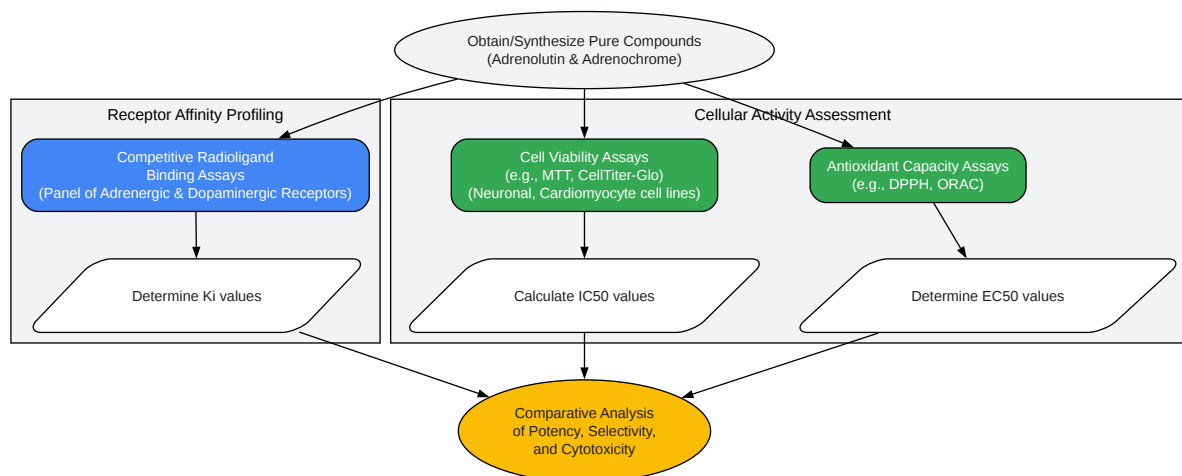 Obtain/Synthesize Pure Compounds
(Adrenolutin & Adrenochrome)
Receptor Affinity Profiling
Cellular Activity Assessment
Competitive Radioligand
Binding Assays
(Panel of Adrenergic & Dopaminergic Receptors)
Cell Viability Assays
(e.g., MTT, CellTiter-Glo)
(Neuronal, Cardiomyocyte cell lines)
Antioxidant Capacity Assays
(e.g., DPPH, ORAC)
Determine Ki values
Calculate IC50 values
Determine EC50 values
Comparative Analysis
of Potency, Selectivity,
and Cytotoxicity